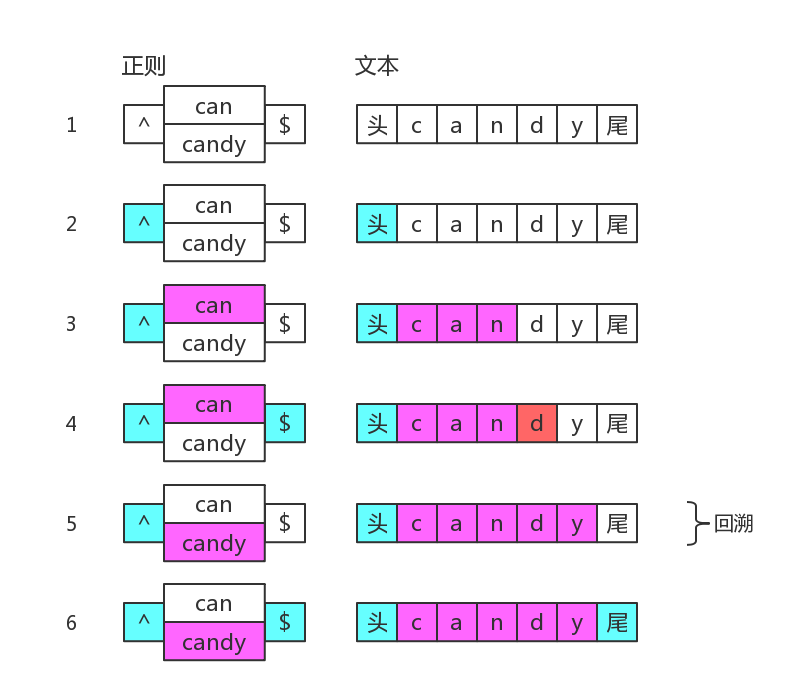 正则 文本
can
1 ^ $ 头 c a n d y 尾
candy
can
2 ^ $ 头 c a n d y 尾
candy
can
3 ^ $ 头 c a n d y 尾
candy
can
4 ^ $ 头 c a n d y 尾
candy
can
5 ^ $ 头 c a n d y 尾 回溯
candy
can
6 ^ $ 头 c a n d y 尾
candy